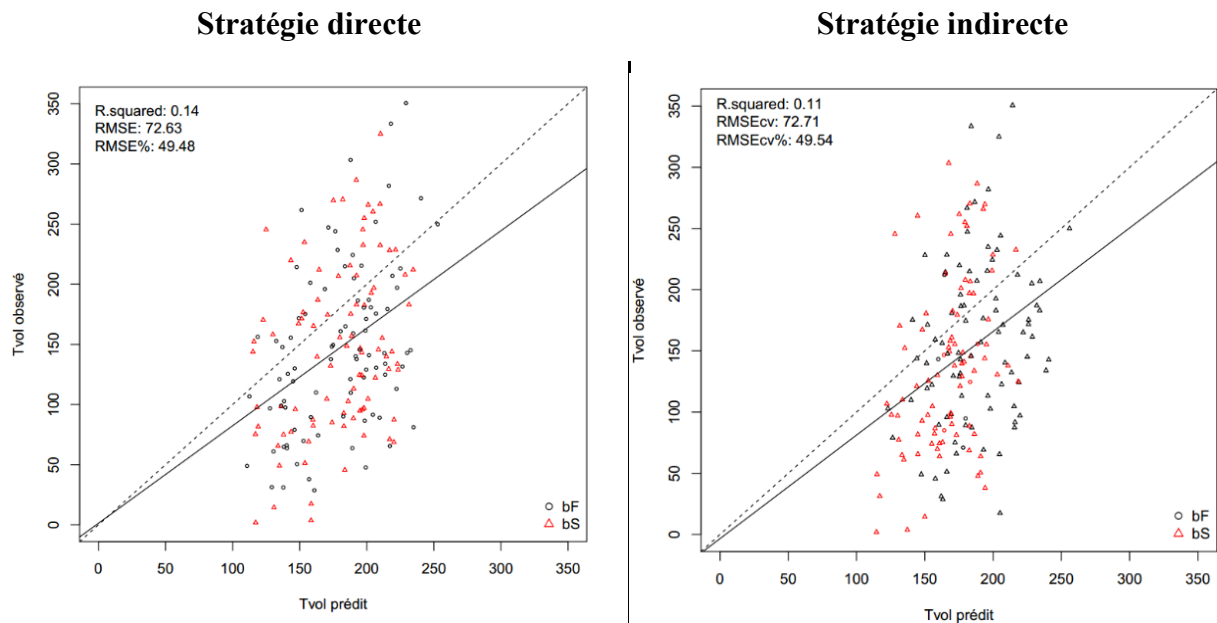 Stratégie directe
R.squared: 0.14
RMSE: 72.63
RMSE%: 49.48
350
300
250
200
150
100
50
0
Tvol observé
bF
bS
0 50 100 150 200 250 300 350
Tvol prédit
Stratégie indirecte
R.squared: 0.11
RMSEcv: 72.71
RMSEcv%: 49.54
350
300
250
200
150
100
50
0
Tvol observé
bF
bS
0 50 100 150 200 250 300 350
Tvol prédit